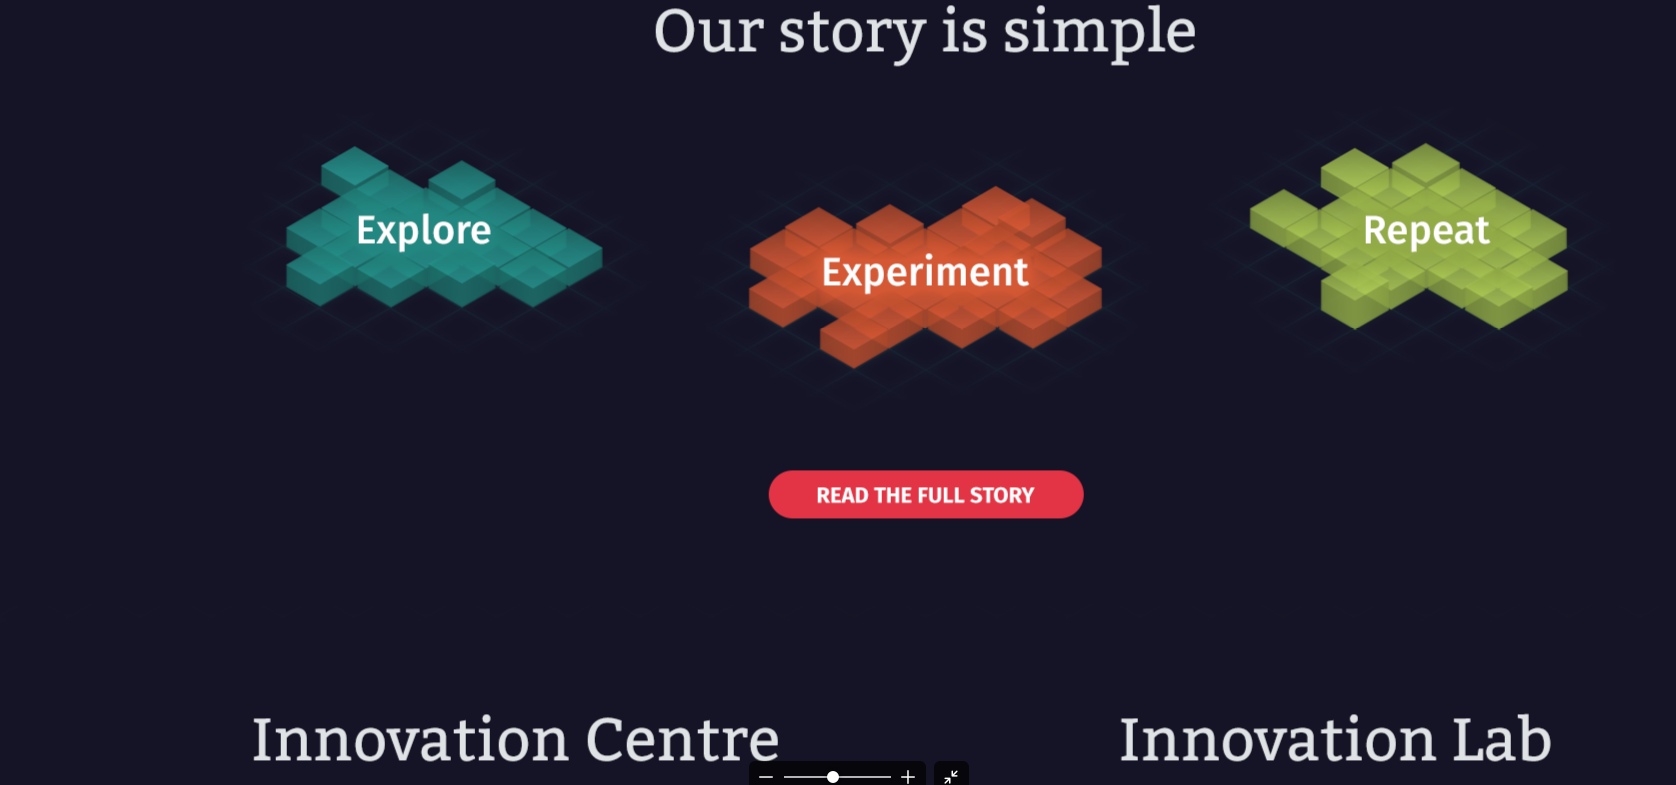 Our story is simple
Explore
Experiment
Repeat
READ THE FULL STORY
Innovation Centre
Innovation Lab